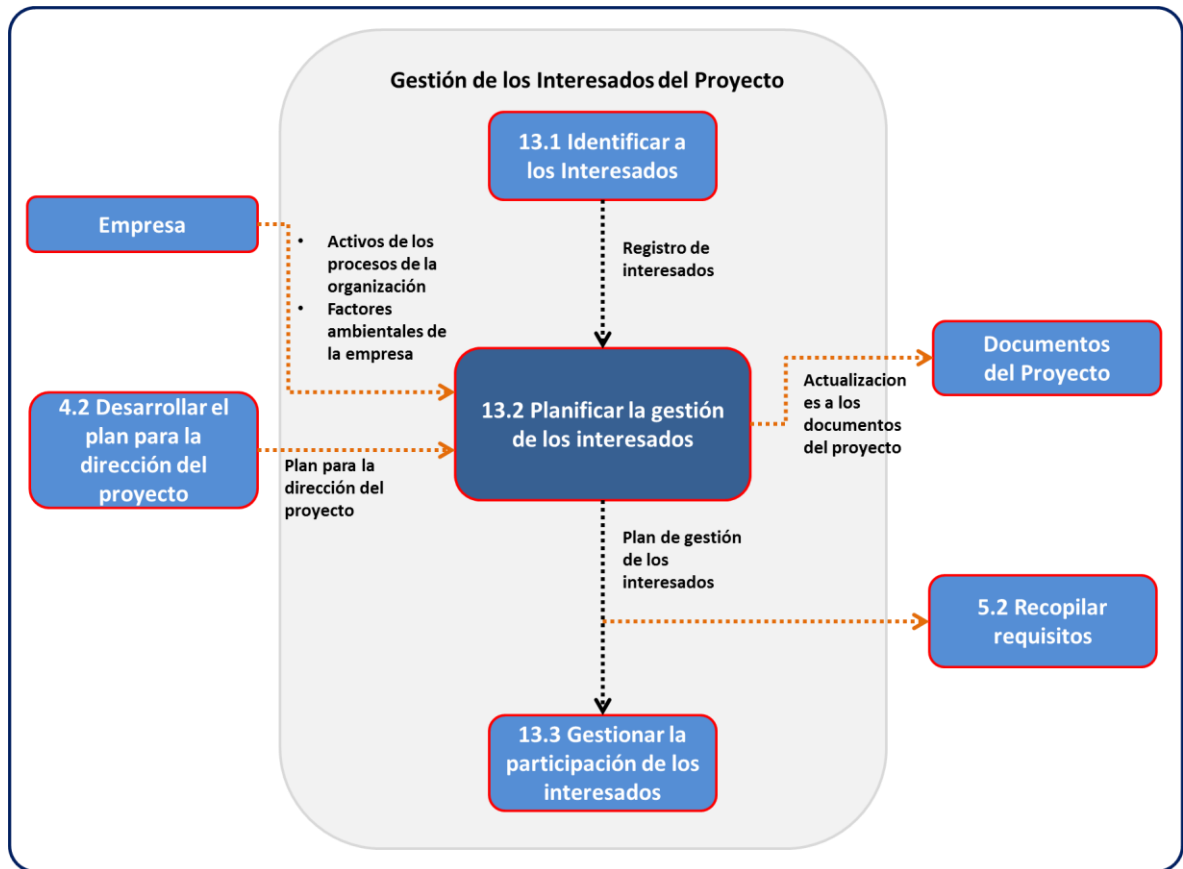 Gestión de los Interesados del Proyecto
13.1 Identificar a
los Interesados
Empresa
• Activos de los
procesos de la
organización
• Factores
ambientales de
la empresa
Registro de
interesados
4.2 Desarrollar el
plan para la
dirección del
proyecto
Plan para la
dirección del
proyecto
13.2 Planificar la gestión
de los interesados
Actualizacion
es a los
documentos
del proyecto
Documentos
del Proyecto
Plan de gestión
de los
interesados
5.2 Recopilar
requisitos
13.3 Gestionar la
participación de los
interesados